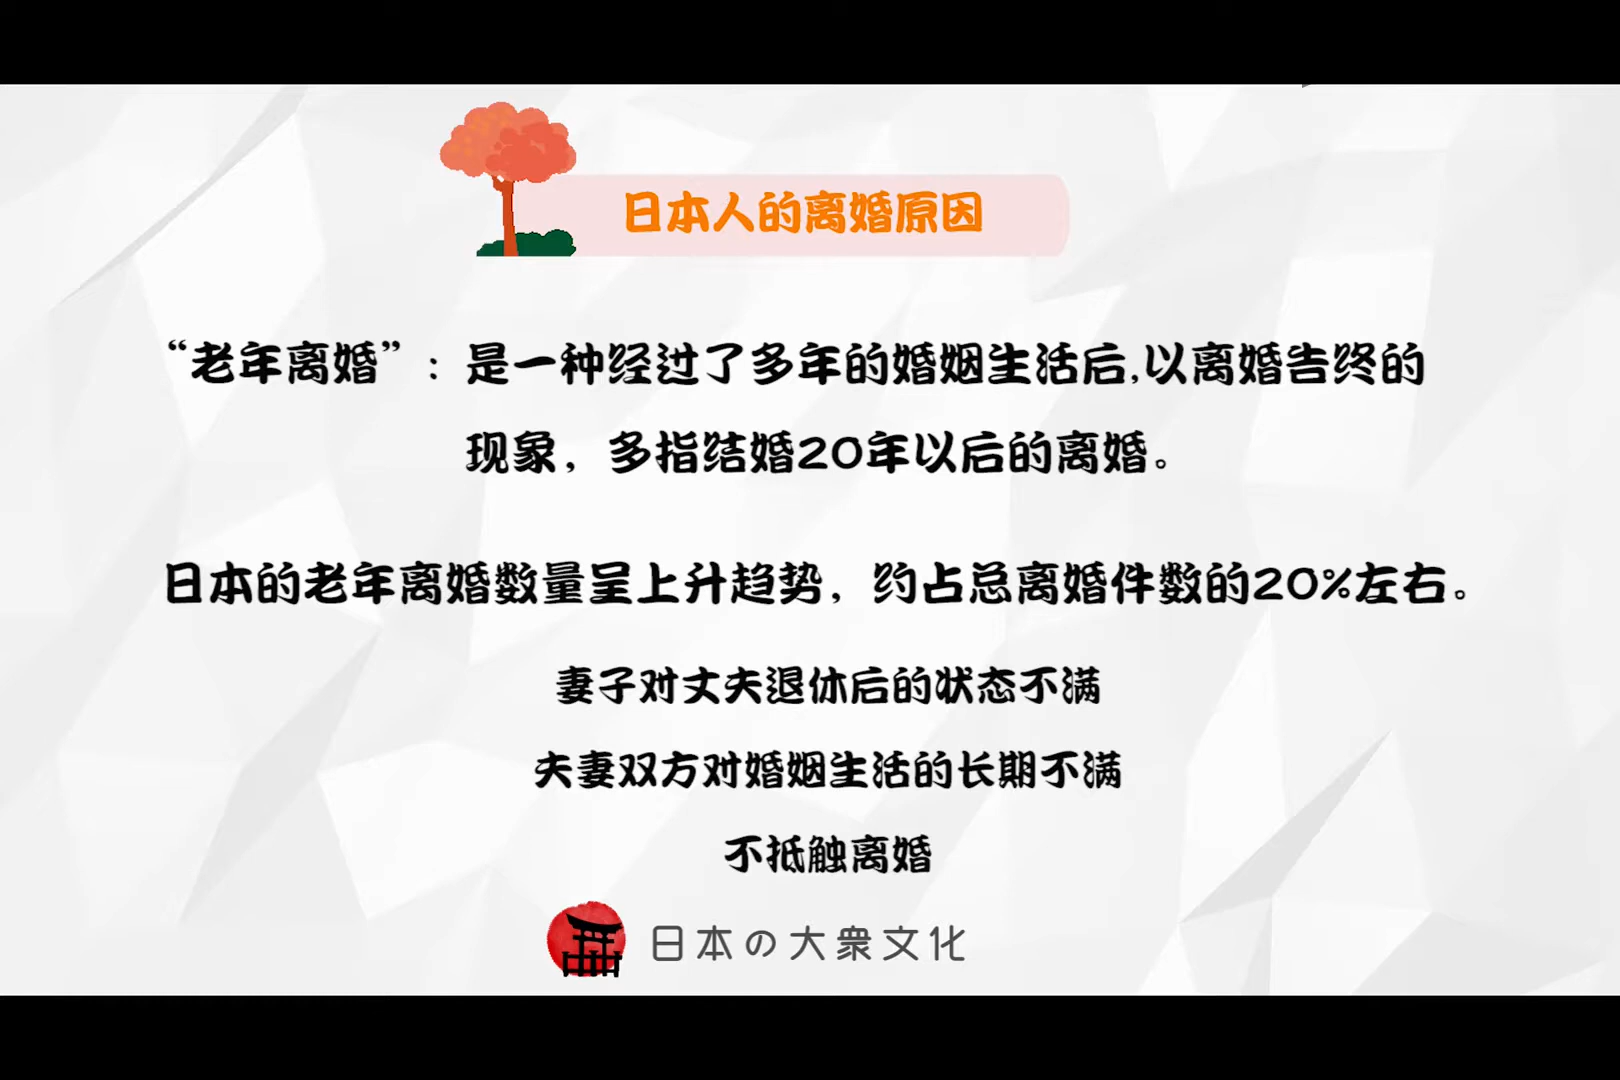 日本人的离婚原因
“老年离婚”：是一种经过了多年的婚姻生活后,以离婚告终的
现象，多指结婚20年以后的离婚。
日本的老年离婚数量呈上升趋势，约占总离婚件数的20%左右。
妻子对丈夫退休后的状态不满
夫妻双方对婚姻生活的长期不满
不抵触离婚
日本の大衆文化